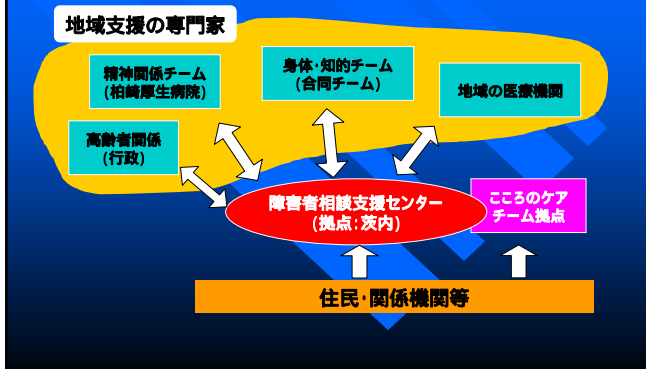 地域支援の専門家
精神関係チーム
(柏崎厚生病院)
身体・知的チーム
(合同チーム)
地域の医療機関
高齢者関係
(行政)
障害者相談支援センター
(拠点:茨内)
こころのケア
チーム拠点
住民・関係機関等